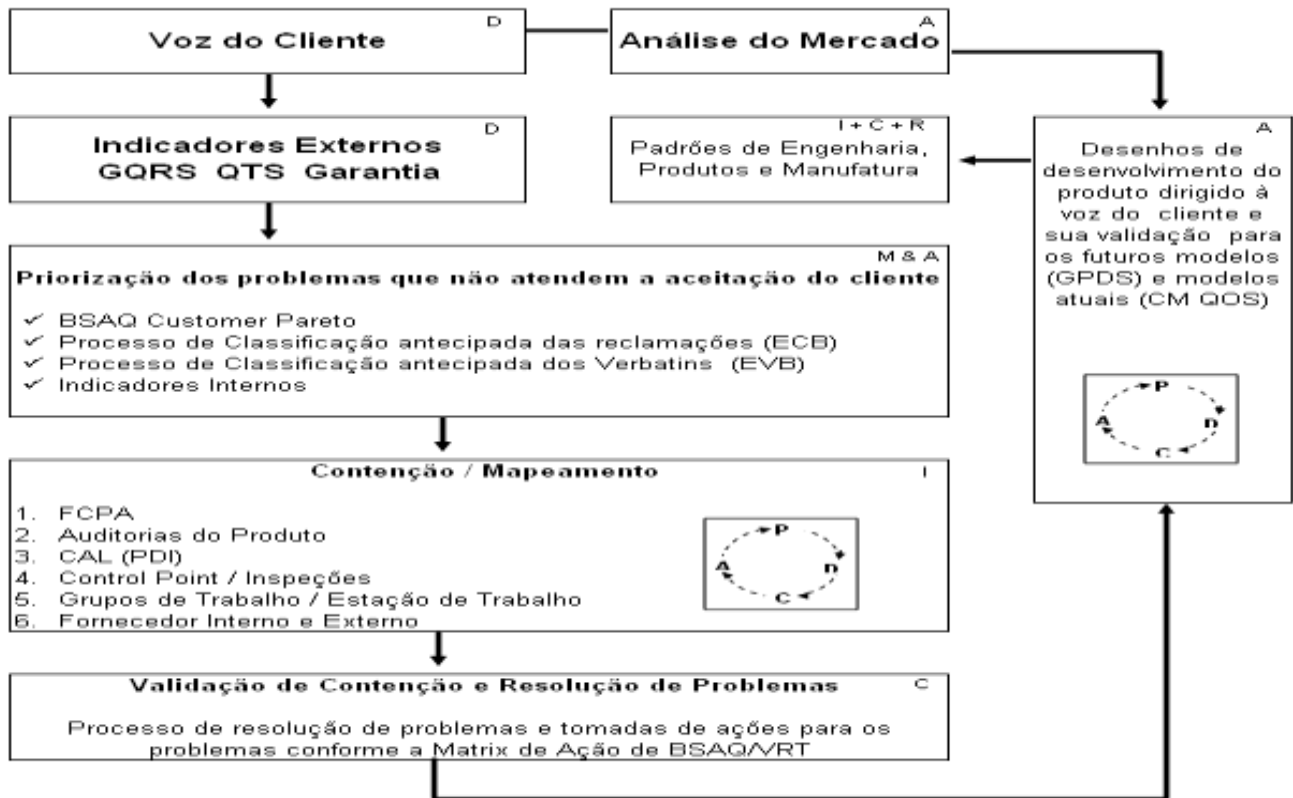 D
Voz do Cliente
A
Análise do Mercado
D
Indicadores Externos
GQRS QTS Garantia
I + C + R
Padrões de Engenharia,
Produtos e Manufatura
A
Desenhos de
desenvolvimento do
produto dirigido à
voz do cliente e
sua validação para
os futuros modelos
(GPDS) e modelos
atuais (CM QOS)
P
A
D
C
M & A
Priorização dos problemas que não atendem a aceitação do cliente
✓ BSAQ Customer Pareto
✓ Processo de Classificação antecipada das reclamações (ECB)
✓ Processo de Classificação antecipada dos Verbatins (EVB)
✓ Indicadores Internos
Contenção / Mapeamento
I
1. FCPA
2. Auditorias do Produto
3. CAL (PDI)
4. Control Point / Inspeções
5. Grupos de Trabalho / Estação de Trabalho
6. Fornecedor Interno e Externo
P
A
D
C
Validação de Contenção e Resolução de Problemas
C
Processo de resolução de problemas e tomadas de ações para os
problemas conforme a Matrix de Ação de BSAQ/VRT